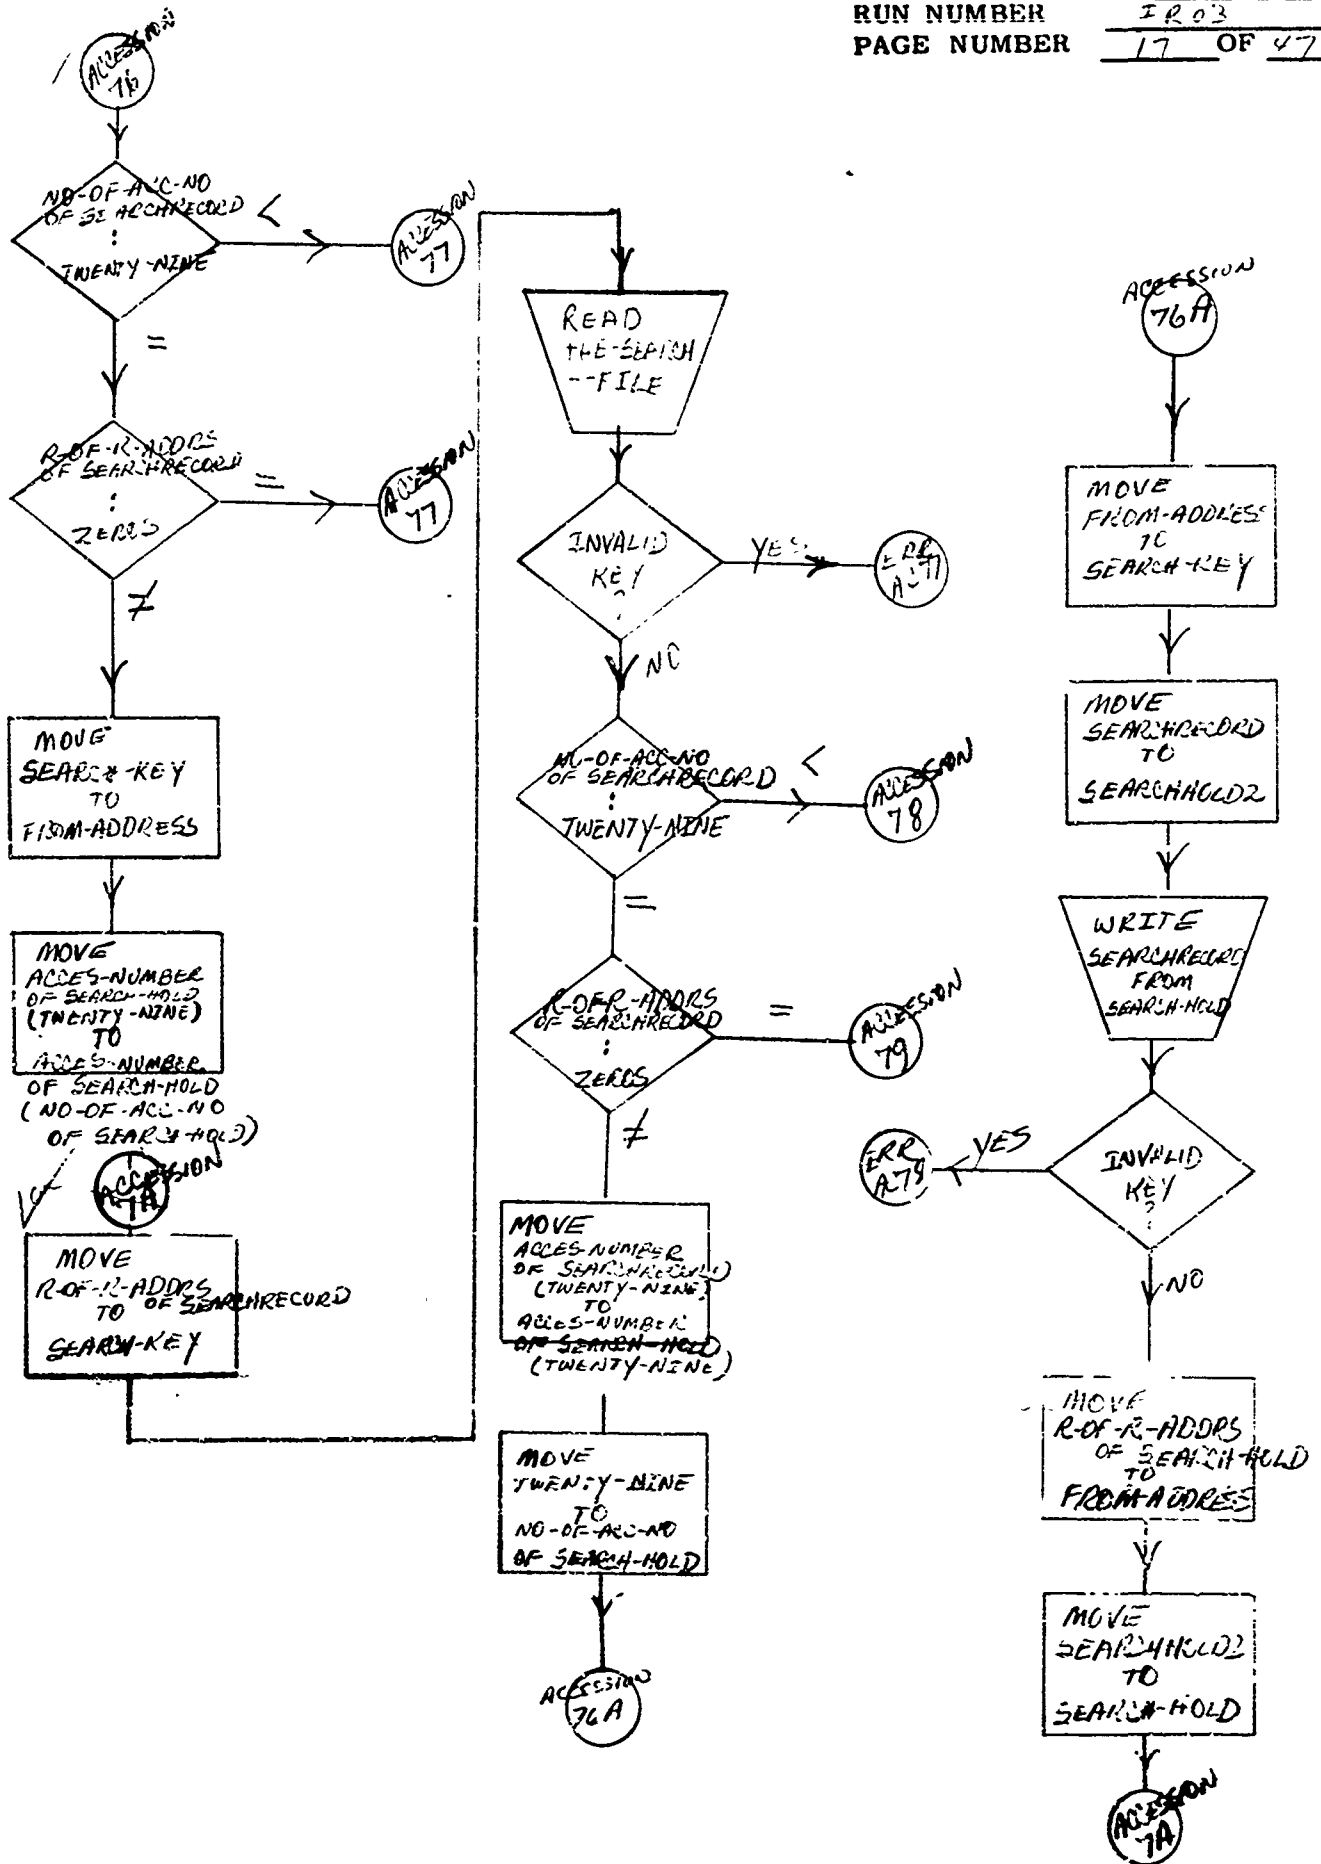 RUN NUMBER IR03
PAGE NUMBER 17 OF 47
ACCESSION
76
NO-OF-ACC-NO
OF SEARCHRECORD
:
TWENTY-NINE
<
ACCESSION
77
=
R-OF-R-ADDRS
OF SEARCHRECORD
:
ZEROS
=
ACCESSION
77
≠
MOVE
SEARCH-KEY
TO
FROM-ADDRESS
MOVE
ACCES-NUMBER
OF SEARCH-HOLD
(TWENTY-NINE)
TO
ACCES-NUMBER
OF SEARCH-HOLD
(NO-OF-ACC-NO
OF SEARCH-HOLD)
ACCESSION
7A
MOVE
R-OF-R-ADDRS
TO OF SEARCHRECORD
SEARCH-KEY
READ
THE-SEARCH
--FILE
INVALID
KEY
?
YES
ERR
A77
NO
NO-OF-ACC-NO
OF SEARCHRECORD
:
TWENTY-NINE
<
ACCESSION
78
=
R-OF-R-ADDRS
OF SEARCHRECORD
:
ZEROS
=
ACCESSION
79
≠
MOVE
ACCES-NUMBER
OF SEARCHRECORD
(TWENTY-NINE)
TO
ACCES-NUMBER
OF SEARCH-HOLD
(TWENTY-NINE)
MOVE
TWENTY-NINE
TO
NO-OF-ACC-NO
OF SEARCH-HOLD
ACCESSION
76A
ACCESSION
76A
MOVE
FROM-ADDRESS
TO
SEARCH-KEY
MOVE
SEARCHRECORD
TO
SEARCHHOLD2
WRITE
SEARCHRECORD
FROM
SEARCH-HOLD
INVALID
KEY
?
YES
ERR
A78
NO
MOVE
R-OF-R-ADDRS
OF SEARCH-HOLD
TO
FROM-ADDRESS
MOVE
SEARCHHOLD2
TO
SEARCH-HOLD
ACCESSION
7A